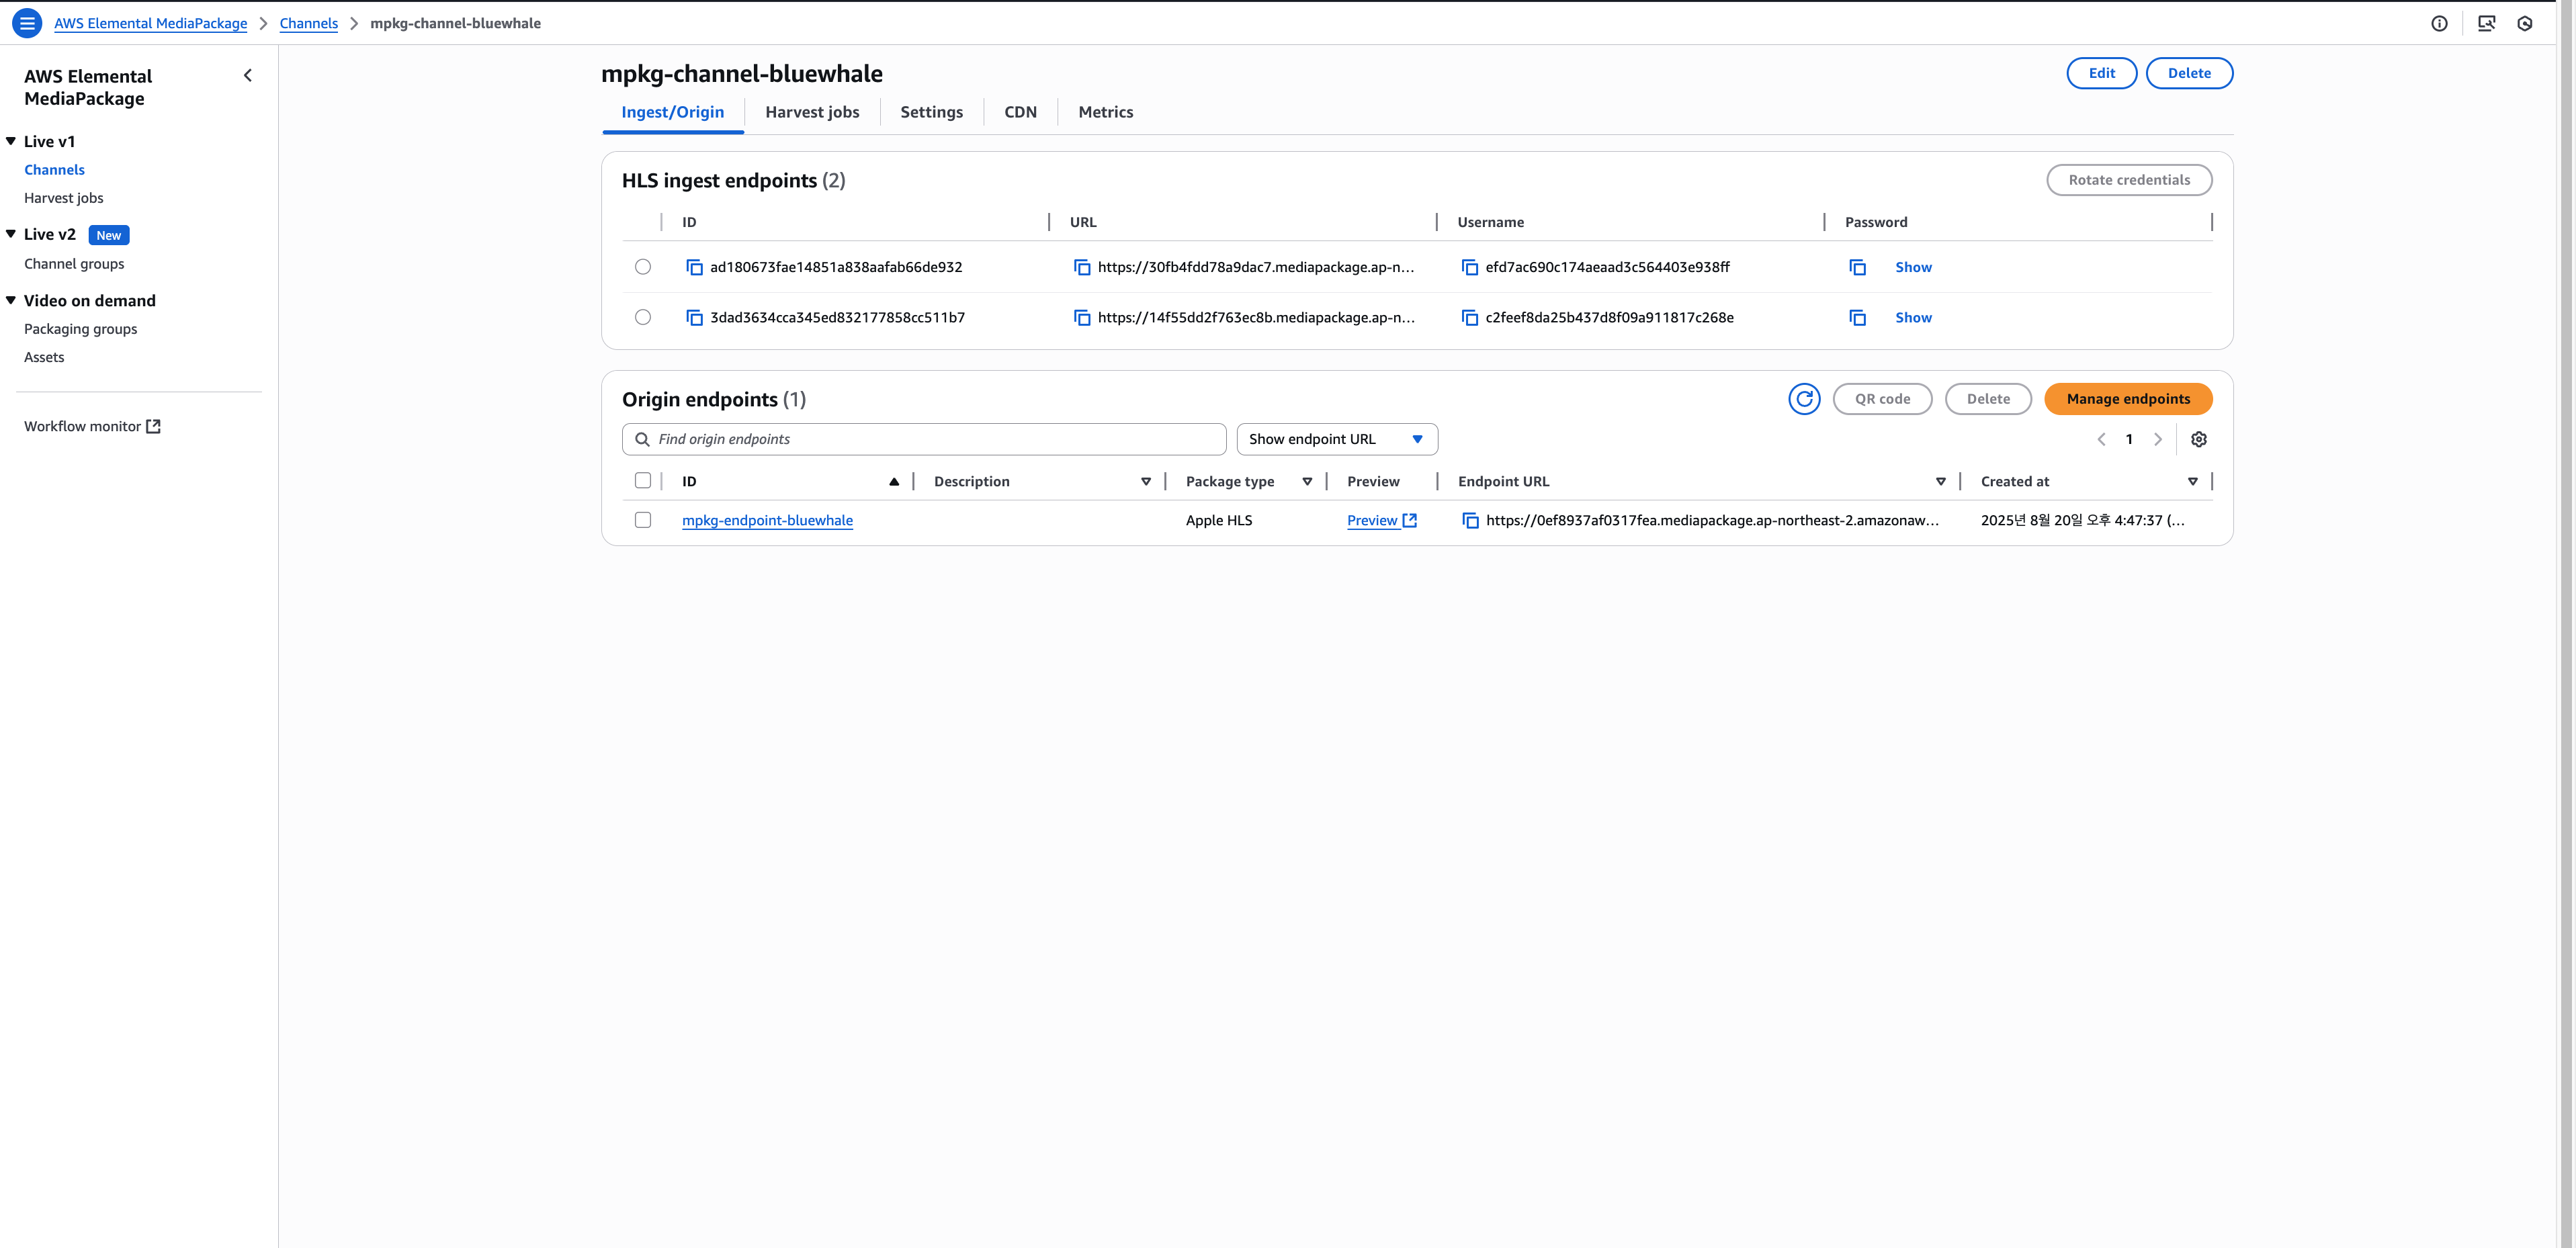 AWS Elemental MediaPackage > Channels > mpkg-channel-bluewhale
AWS Elemental
MediaPackage
Live v1
Channels
Harvest jobs
Live v2 New
Channel groups
Video on demand
Packaging groups
Assets
Workflow monitor
mpkg-channel-bluewhale
Edit Delete
Ingest/Origin Harvest jobs Settings CDN Metrics
HLS ingest endpoints (2)
Rotate credentials
ID URL Username Password
ad180673fae14851a838aafab66de932 https://30fb4fdd78a9dac7.mediapackage.ap-n... efd7ac690c174aeaad3c564403e938ff Show
3dad3634cca345ed832177858cc511b7 https://14f55dd2f763ec8b.mediapackage.ap-n... c2feef8da25b437d8f09a911817c268e Show
Origin endpoints (1)
QR code Delete Manage endpoints
Find origin endpoints Show endpoint URL 1
ID Description Package type Preview Endpoint URL Created at
mpkg-endpoint-bluewhale Apple HLS Preview https://0ef8937af0317fea.mediapackage.ap-northeast-2.amazonaw... 2025년 8월 20일 오후 4:47:37 (...